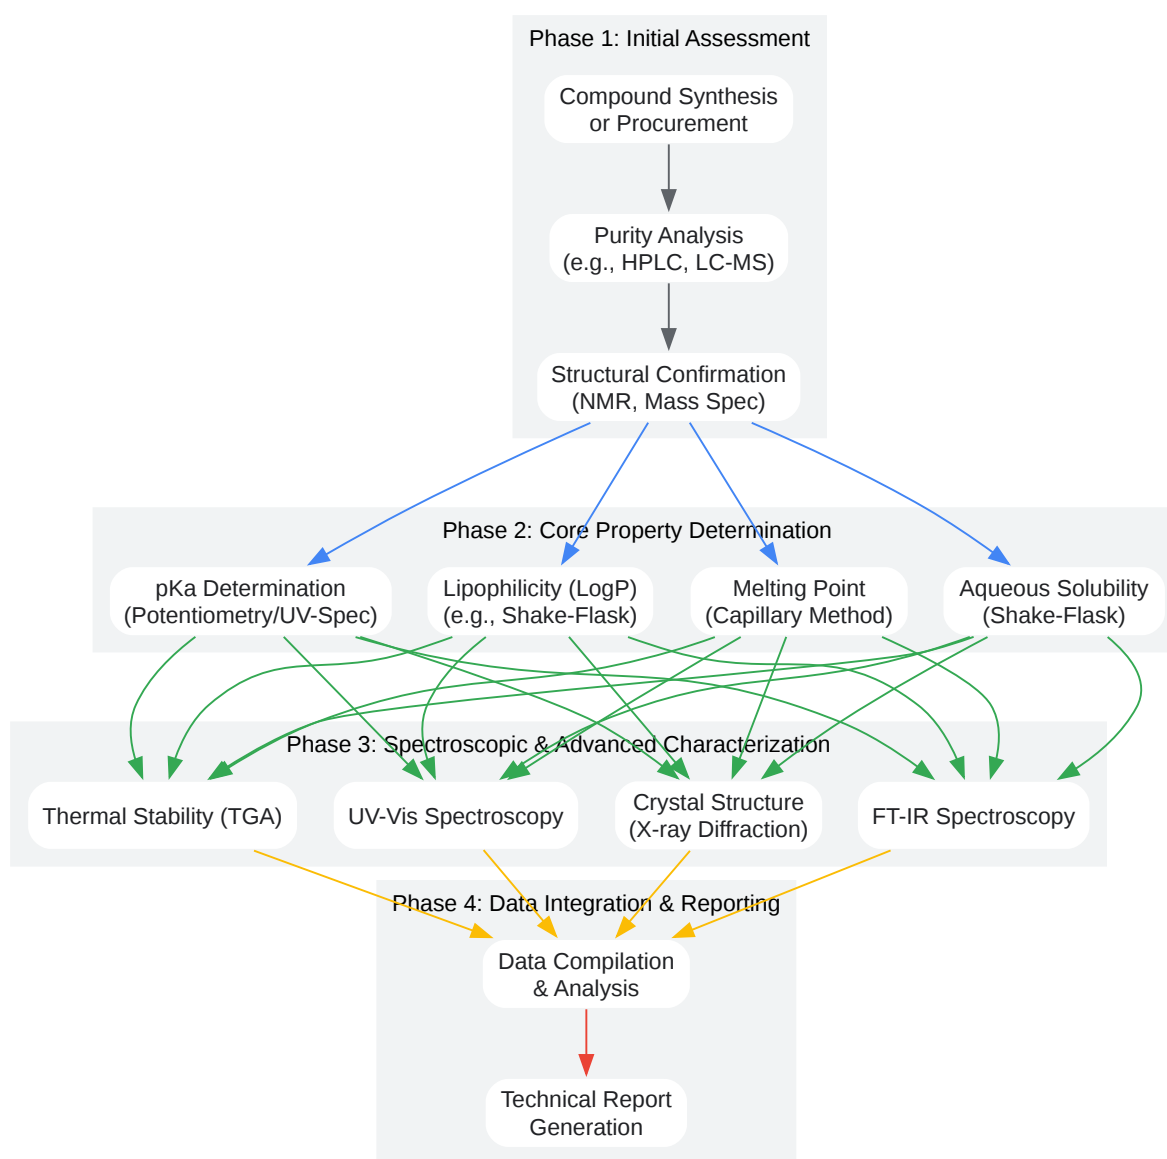 Phase 1: Initial Assessment
Compound Synthesis
or Procurement
Purity Analysis
(e.g., HPLC, LC-MS)
Structural Confirmation
(NMR, Mass Spec)
Phase 2: Core Property Determination
pKa Determination
(Potentiometry/UV-Spec)
Lipophilicity (LogP)
(e.g., Shake-Flask)
Melting Point
(Capillary Method)
Aqueous Solubility
(Shake-Flask)
Phase 3: Spectroscopic & Advanced Characterization
Thermal Stability (TGA)
UV-Vis Spectroscopy
Crystal Structure
(X-ray Diffraction)
FT-IR Spectroscopy
Phase 4: Data Integration & Reporting
Data Compilation
& Analysis
Technical Report
Generation